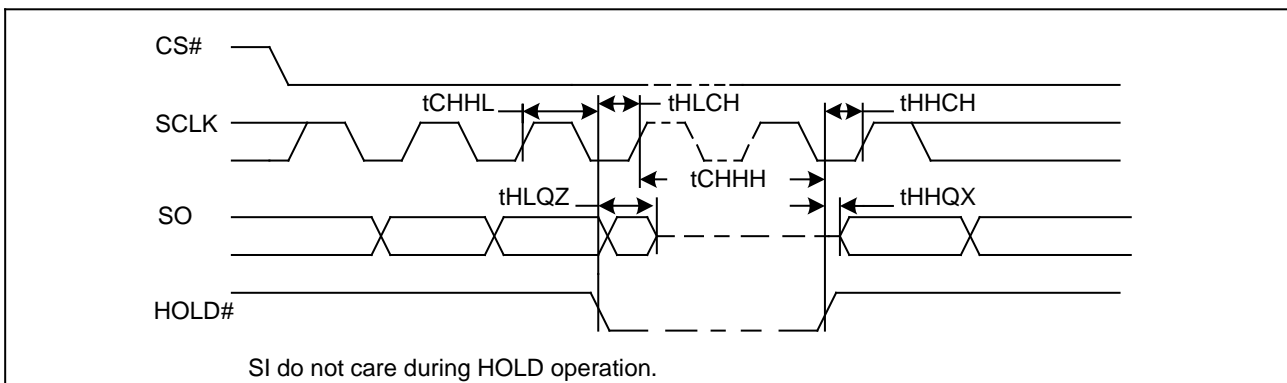 CS#
tCHHL
tHLCH
tHHCH
SCLK
tCHHH
tHLQZ
tHHQX
SO
HOLD#
SI do not care during HOLD operation.